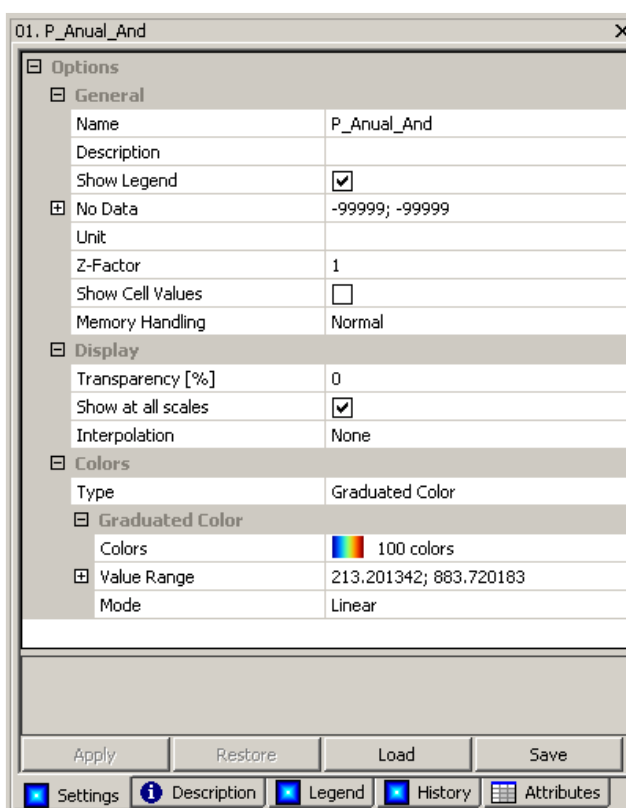 01. P_Anual_And
Options
General
Name P_Anual_And
Description
Show Legend
No Data -99999; -99999
Unit
Z-Factor 1
Show Cell Values
Memory Handling Normal
Display
Transparency [%] 0
Show at all scales
Interpolation None
Colors
Type Graduated Color
Graduated Color
Colors 100 colors
Value Range 213.201342; 883.720183
Mode Linear
Apply Restore Load Save
Settings Description Legend History Attributes